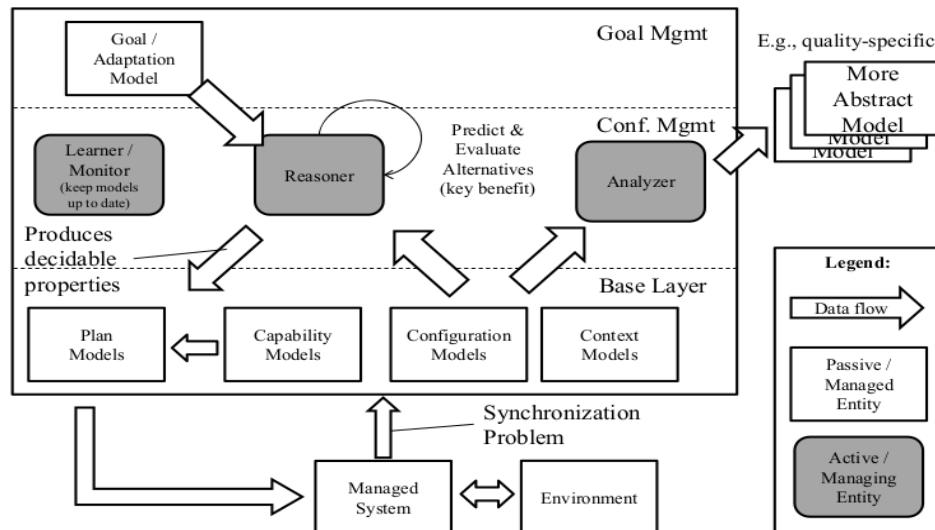 Goal Mgmt
Goal /
Adaptation
Model
E.g., quality-specific
More
Abstract
Model
Model
Model
Conf. Mgmt
Learner /
Monitor
(keep models
up to date)
Reasoner
Predict &
Evaluate
Alternatives
(key benefit)
Analyzer
Produces
decidable
properties
Base Layer
Plan
Models
Capability
Models
Configuration
Models
Context
Models
Synchronization
Problem
Managed
System
Environment
Legend:
Data flow
Passive /
Managed
Entity
Active /
Managing
Entity